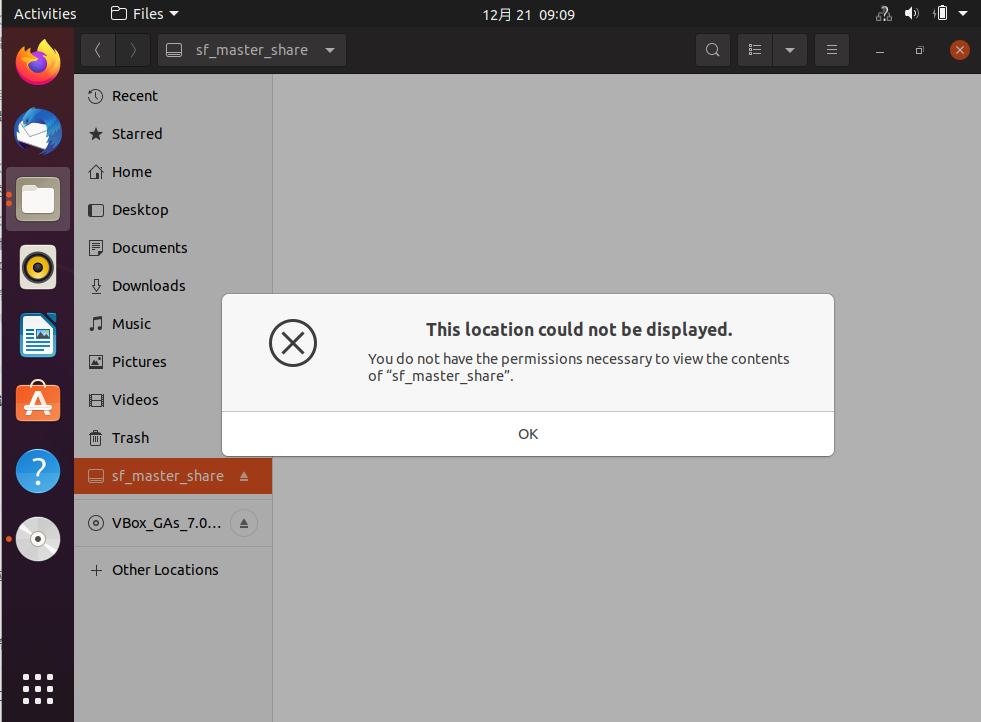 Activities
Files
12月 21 09:09
sf_master_share
Recent
Starred
Home
Desktop
Documents
Downloads
Music
Pictures
Videos
Trash
sf_master_share
VBox_GAs_7.0...
Other Locations
This location could not be displayed.
You do not have the permissions necessary to view the contents
of “sf_master_share”.
OK